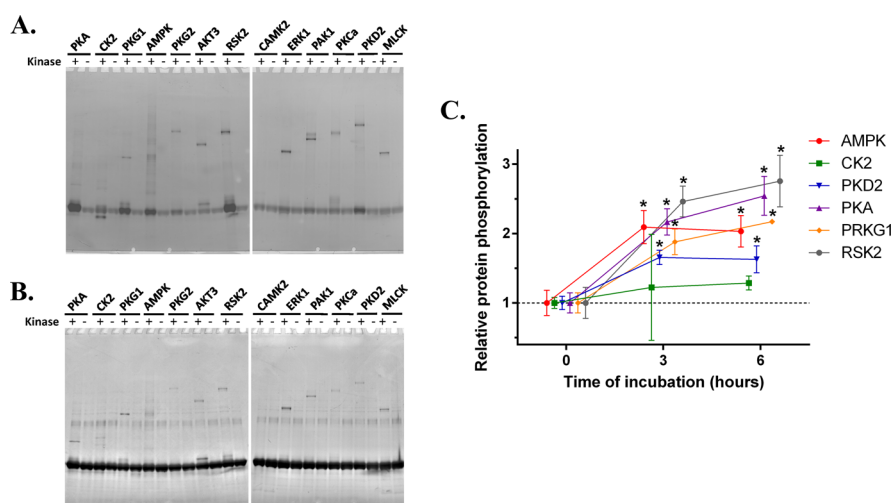 A.
PKA CK2 PKG1 AMPK PKG2 AKT3 RSK2 CAMK2 ERK1 PAK1 PKCa PKD2 MLCK
Kinase + - + - + - + - + - + - + - + - + - + - + - + - + -
B.
PKA CK2 PKG1 AMPK PKG2 AKT3 RSK2 CAMK2 ERK1 PAK1 PKCa PKD2 MLCK
Kinase + - + - + - + - + - + - + - + - + - + - + - + - + -
C.
Relative protein phosphorylation
3
2
1
* * * * * * * * *
0 3 6
Time of incubation (hours)
AMPK
CK2
PKD2
PKA
PRKG1
RSK2